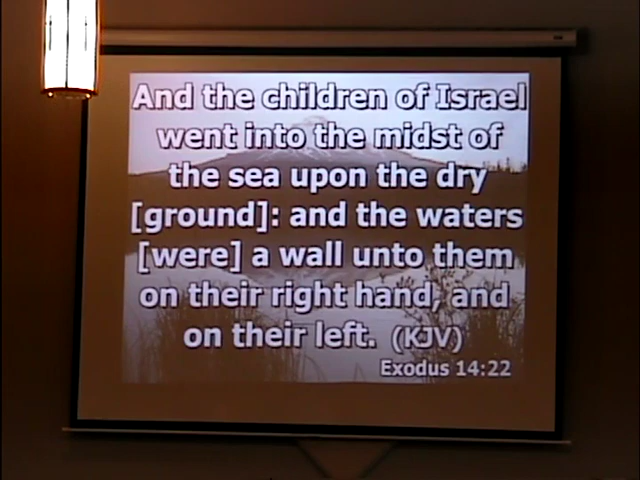 And the children of Israel
went into the midst of
the sea upon the dry
[ground]: and the waters
[were] a wall unto them
on their right hand, and
on their left. (KJV)
Exodus 14:22